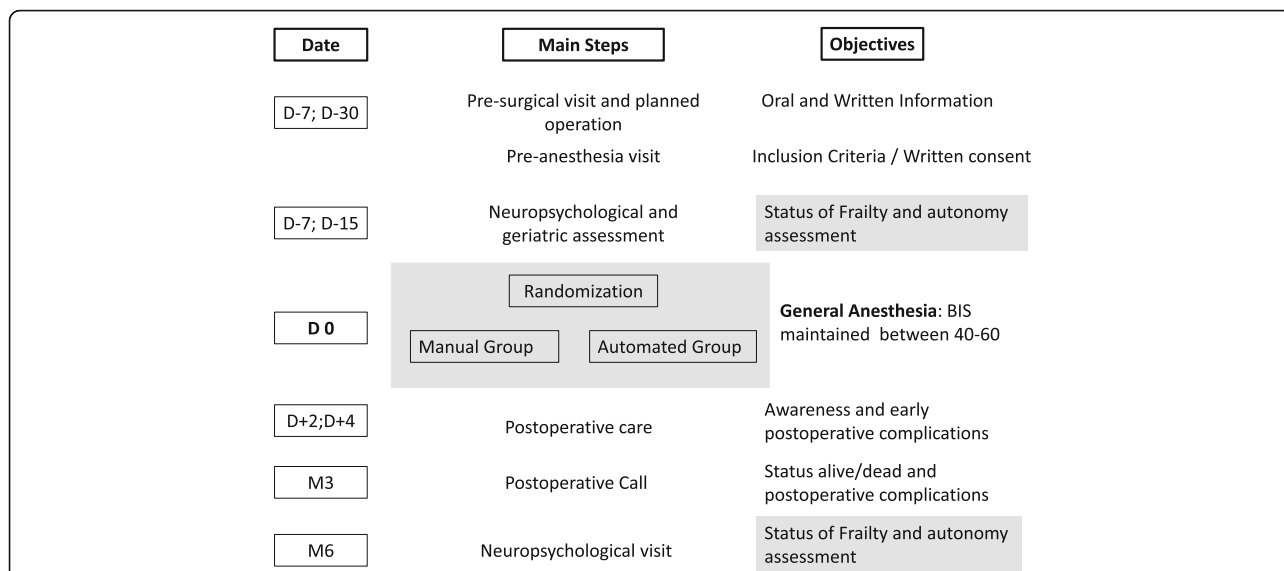 Date
Main Steps
Objectives
D-7; D-30
Pre-surgical visit and planned
operation
Oral and Written Information
Pre-anesthesia visit
Inclusion Criteria / Written consent
D-7; D-15
Neuropsychological and
geriatric assessment
Status of Frailty and autonomy
assessment
D 0
Randomization
Manual Group
Automated Group
General Anesthesia: BIS
maintained between 40-60
D+2;D+4
Postoperative care
Awareness and early
postoperative complications
M3
Postoperative Call
Status alive/dead and
postoperative complications
M6
Neuropsychological visit
Status of Frailty and autonomy
assessment